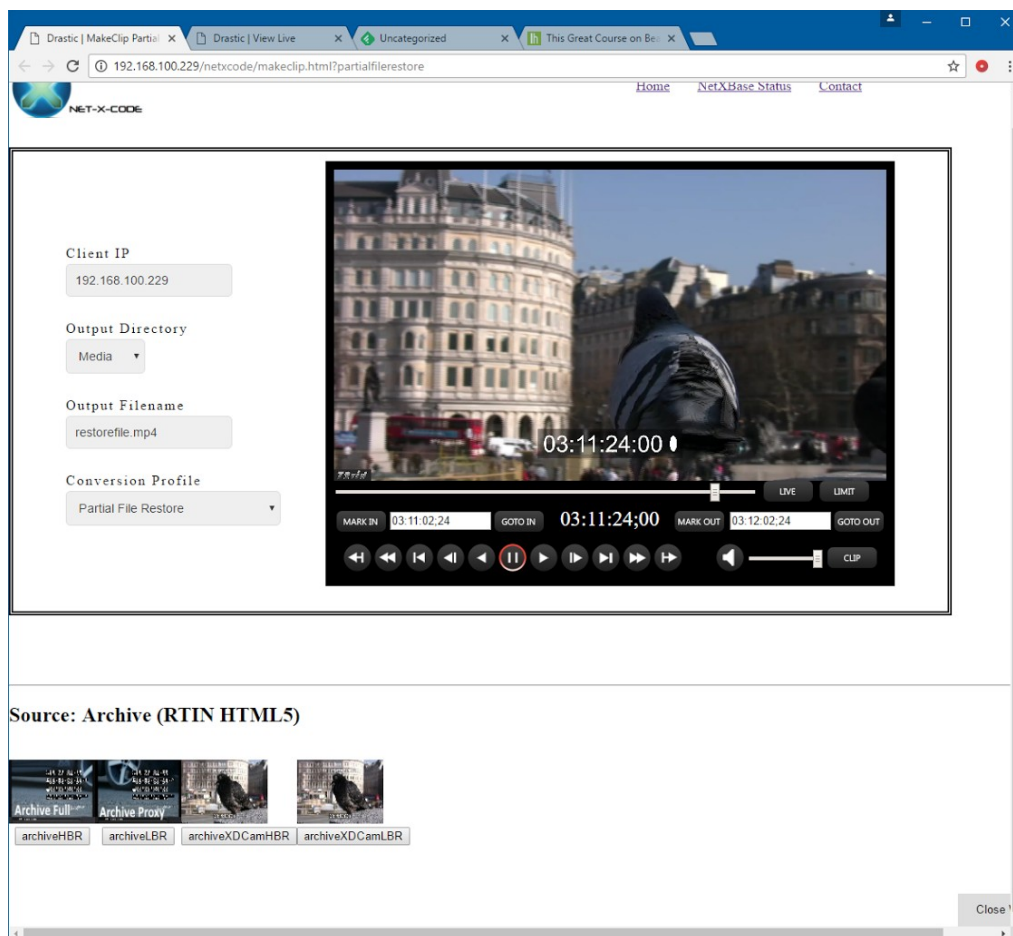 Drastic | MakeClip Partial
Drastic | View Live
Uncategorized
This Great Course on Be
192.168.100.229/netxcode/makeclip.html?partialfilerestore
NET-X-CODE
Home NetXBase Status Contact
Client IP
192.168.100.229
Output Directory
Media
Output Filename
restorefile.mp4
Conversion Profile
Partial File Restore
03:11:24:00
LIVE LIMIT
MARK IN 03:11:02;24 GOTO IN 03:11:24;00 MARK OUT 03:12:02;24 GOTO OUT
CLIP
Source: Archive (RTIN HTML5)
Archive Full
Archive Proxy
archiveHBR archiveLBR archiveXDCamHBR archiveXDCamLBR
Close